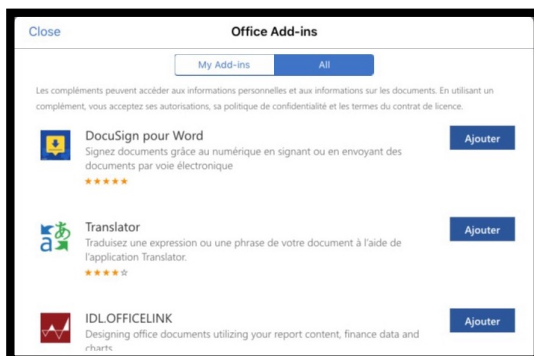 Close
Office Add-ins
My Add-ins
All
Les compléments peuvent accéder aux informations personnelles et aux informations sur les documents. En utilisant un
complément, vous acceptez ses autorisations, sa politique de confidentialité et les termes du contrat de licence.
DocuSign pour Word
Ajouter
Signez documents grâce au numérique en signant ou en envoyant des
documents par voie électronique
Translator
Ajouter
Traduisez une expression ou une phrase de votre document à l'aide de
l'application Translator.
IDL.OFFICELINK
Ajouter
Designing office documents utilizing your report content, finance data and
charts.